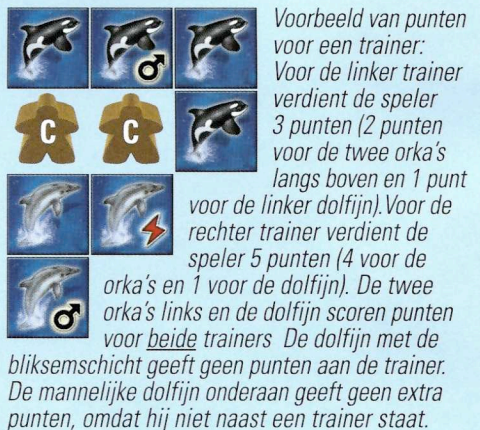 Voorbeeld van punten
voor een trainer:
Voor de linker trainer
verdient de speler
3 punten (2 punten
voor de twee orka's
langs boven en 1 punt
voor de linker dolfijn).Voor de
rechter trainer verdient de
speler 5 punten (4 voor de
orka's en 1 voor de dolfijn). De twee
orka's links en de dolfijn scoren punten
voor beide trainers De dolfijn met de
bliksemschicht geeft geen punten aan de trainer.
De mannelijke dolfijn onderaan geeft geen extra
punten, omdat hij niet naast een trainer staat.
C C